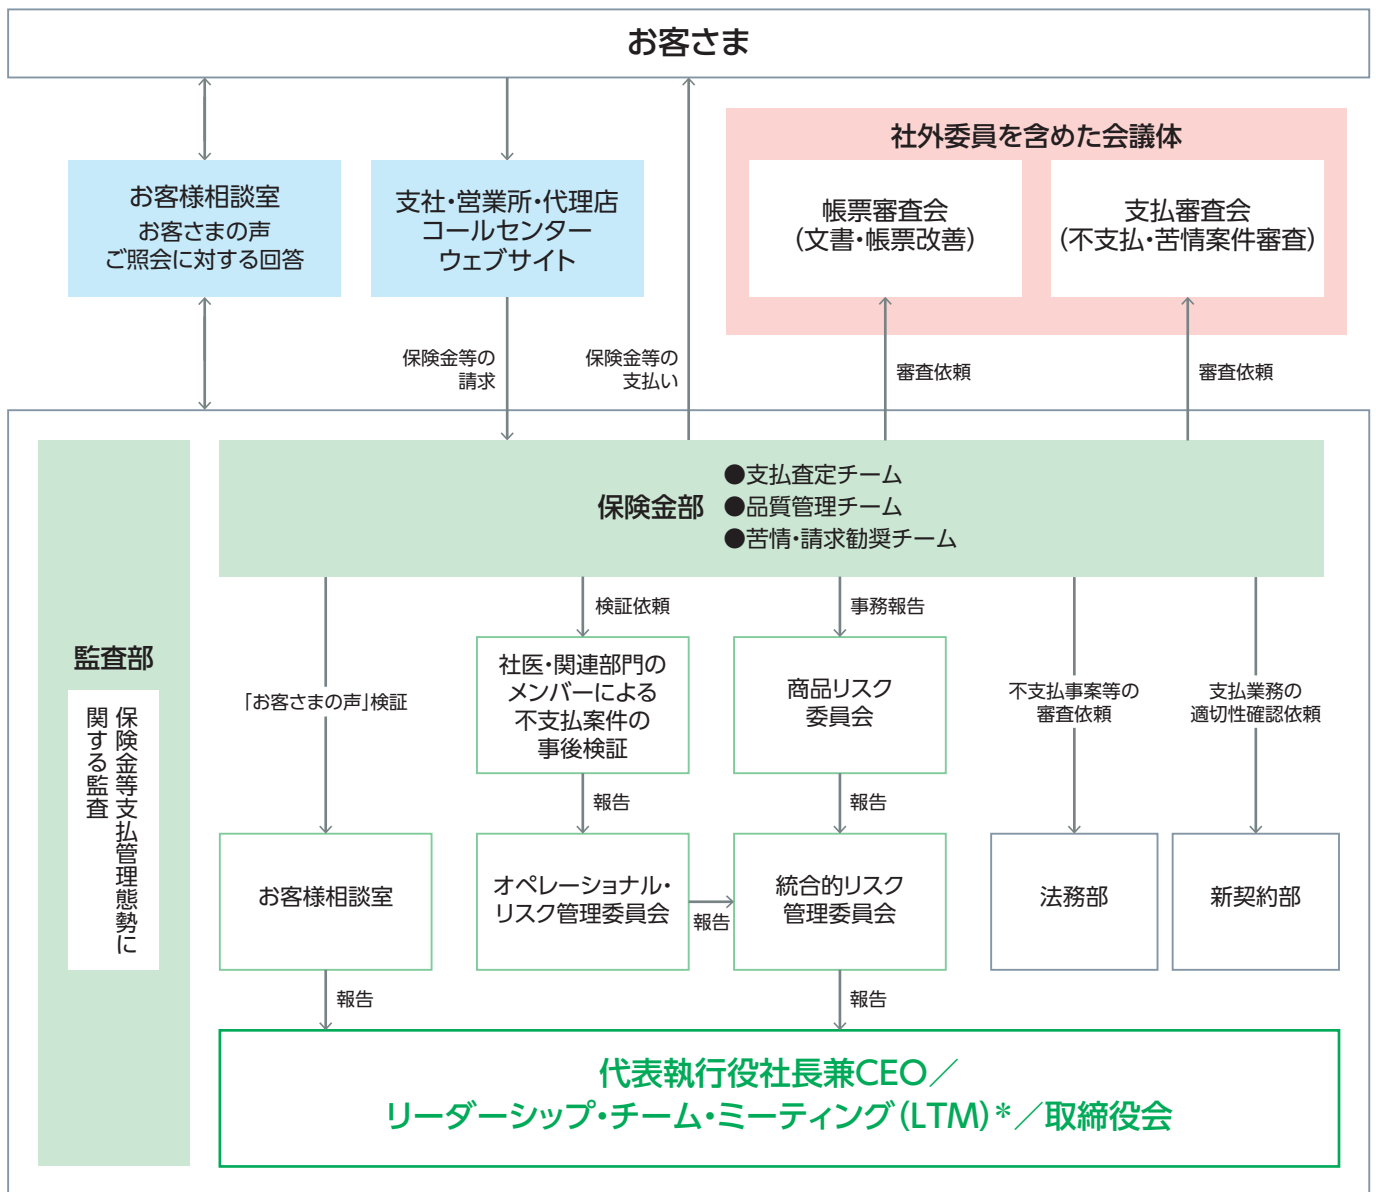 お客さま
お客様相談室
お客さまの声
ご照会に対する回答
支社・営業所・代理店
コールセンター
ウェブサイト
社外委員を含めた会議体
帳票審査会
(文書・帳票改善)
支払審査会
(不支払・苦情案件審査)
保険金等の
請求
保険金等の
支払い
審査依頼
審査依頼
監査部
保険金等支払管理態勢に
関する監査
保険金部
●支払査定チーム
●品質管理チーム
●苦情・請求勧奨チーム
「お客さまの声」検証
検証依頼
事務報告
不支払事案等の
審査依頼
支払業務の
適切性確認依頼
社医・関連部門の
メンバーによる
不支払案件の
事後検証
商品リスク
委員会
報告
報告
お客様相談室
オペレーショナル・
リスク管理委員会
報告
統合的リスク
管理委員会
法務部
新契約部
報告
報告
代表執行役社長兼CEO／
リーダーシップ・チーム・ミーティング(LTM)*／取締役会